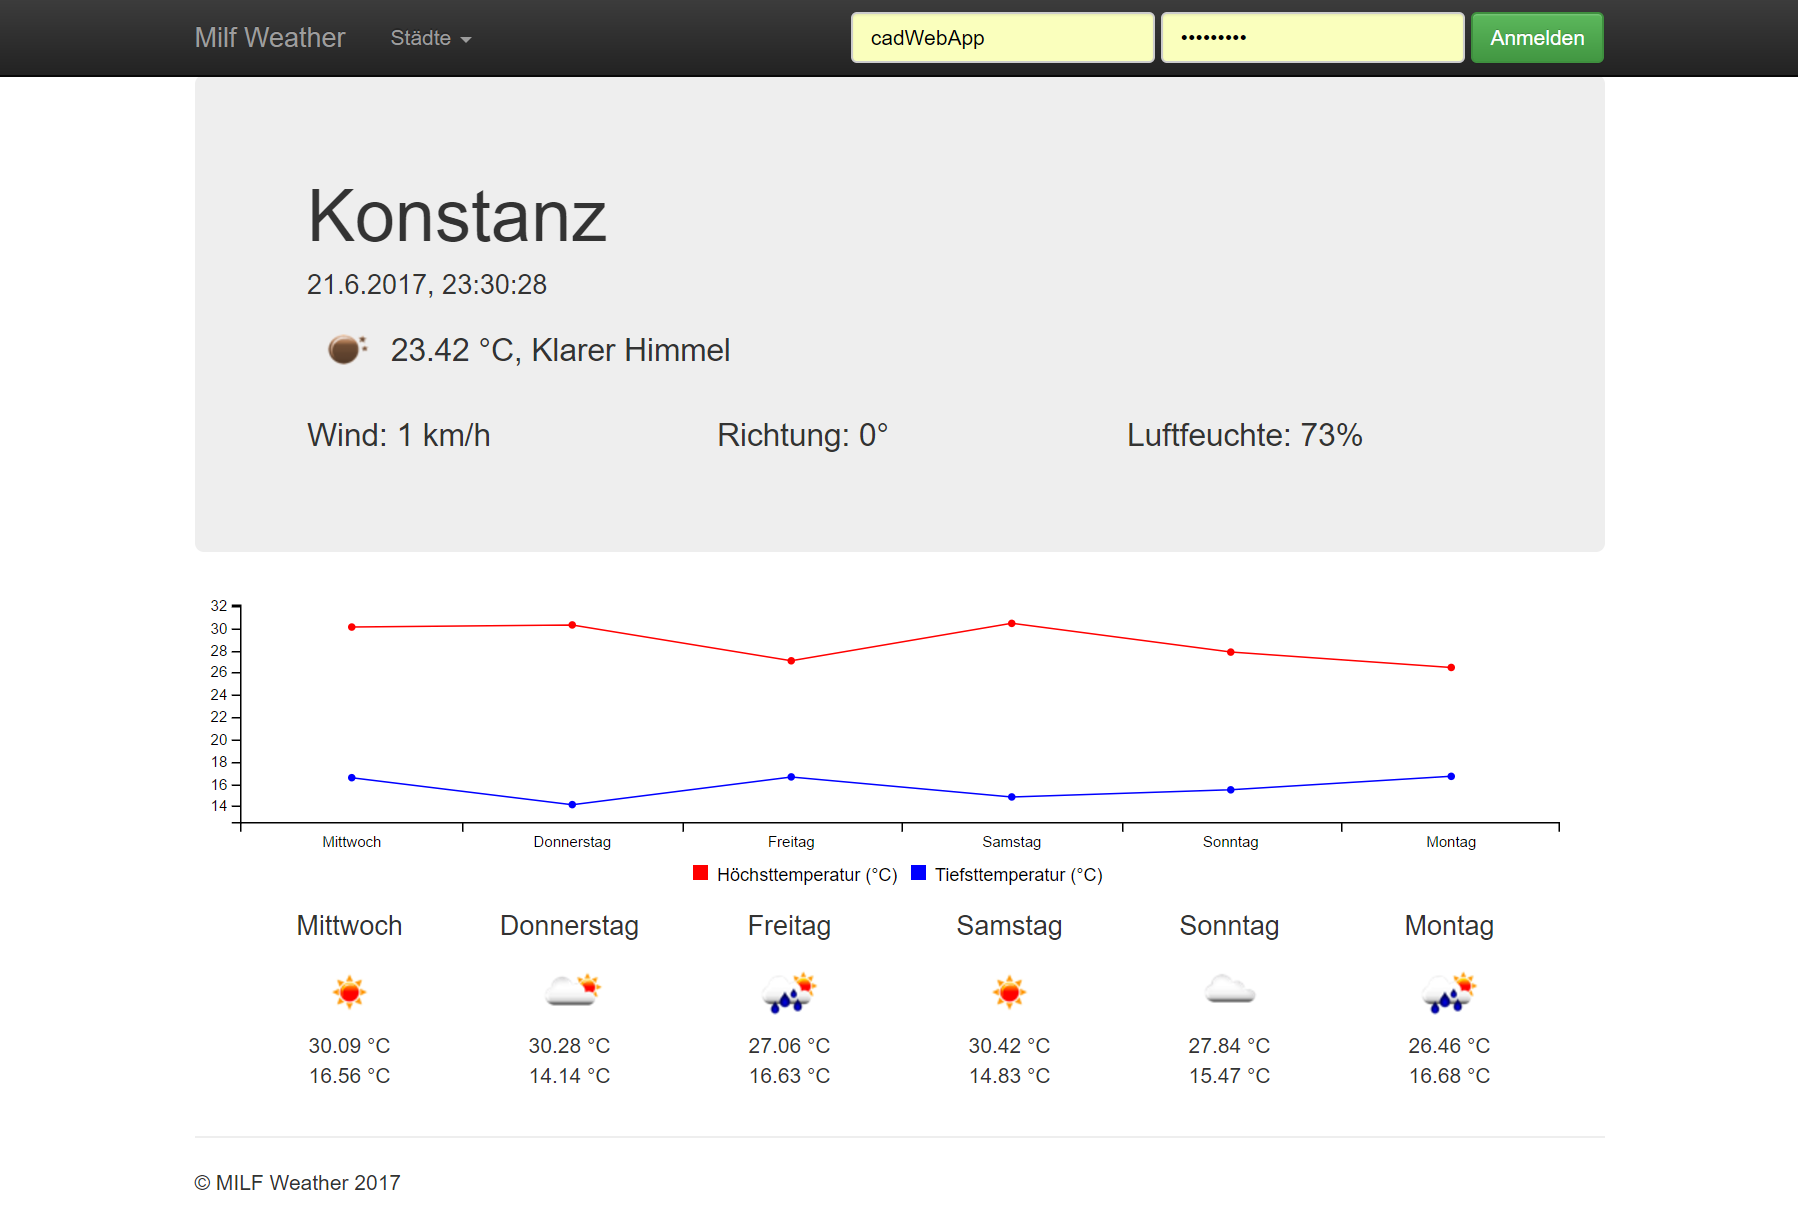 Milf Weather Städte cadWebApp ••••••••• Anmelden
Konstanz
21.6.2017, 23:30:28
23.42 °C, Klarer Himmel
Wind: 1 km/h Richtung: 0° Luftfeuchte: 73%
32
30
28
26
24
22
20
18
16
14
Mittwoch Donnerstag Freitag Samstag Sonntag Montag
Höchsttemperatur (°C) Tiefsttemperatur (°C)
Mittwoch Donnerstag Freitag Samstag Sonntag Montag
30.09 °C 30.28 °C 27.06 °C 30.42 °C 27.84 °C 26.46 °C
16.56 °C 14.14 °C 16.63 °C 14.83 °C 15.47 °C 16.68 °C
© MILF Weather 2017